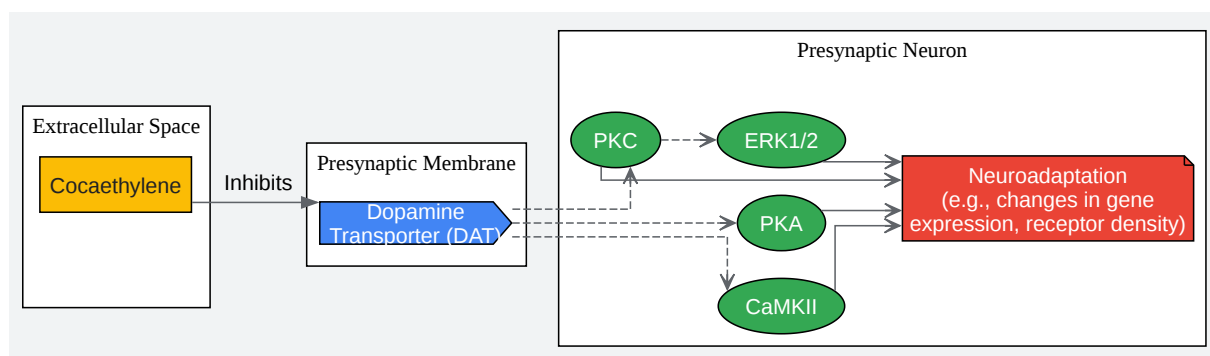 Extracellular Space
Cocaethylene
Inhibits
Presynaptic Membrane
Dopamine
Transporter (DAT)
Presynaptic Neuron
PKC
ERK1/2
PKA
CaMKII
Neuroadaptation
(e.g., changes in gene
expression, receptor density)